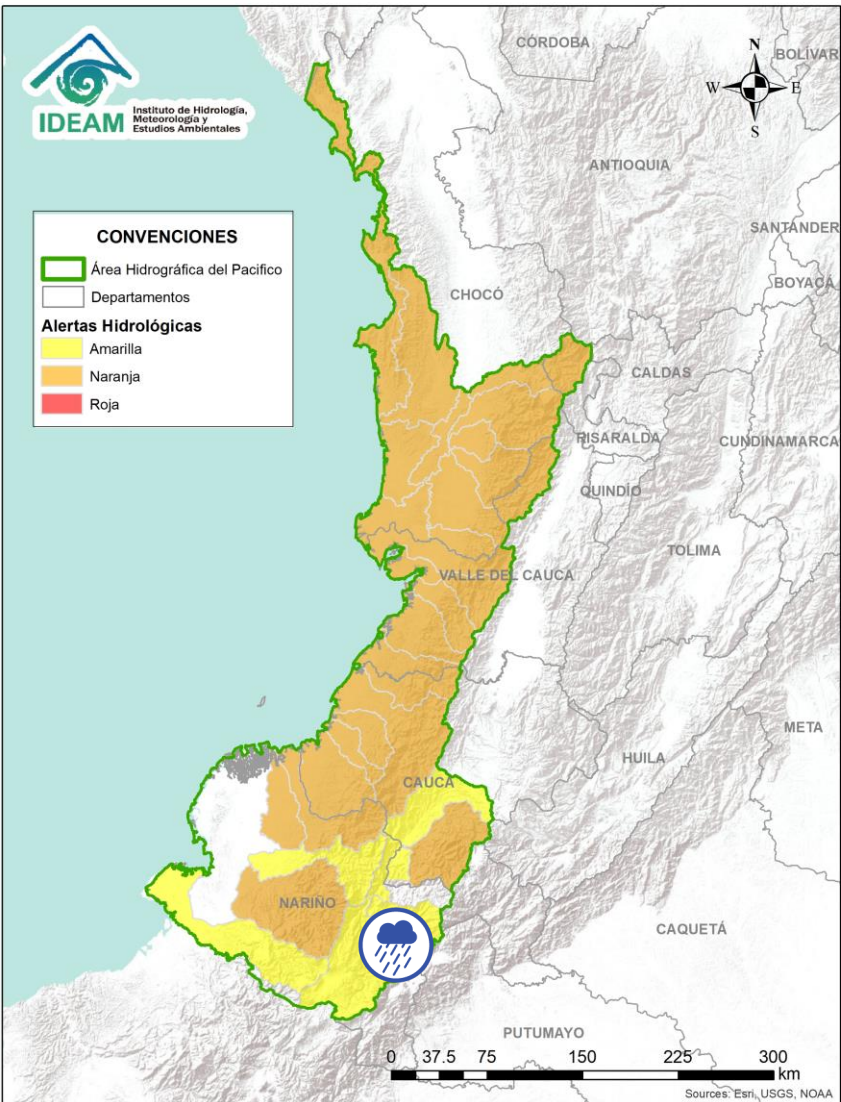 IDEAM
Instituto de Hidrología,
Meteorología y
Estudios Ambientales
N
W
E
S
CONVENCIONES
Área Hidrográfica del Pacifico
Departamentos
Alertas Hidrológicas
Amarilla
Naranja
Roja
CÓRDOBA
BOLÍVAR
ANTIOQUIA
SANTANDER
BOYACÁ
CHOCÓ
CALDAS
RISARALDA
CUNDINAMARCA
QUINDÍO
TOLIMA
VALLE DEL CAUCA
META
HUILA
CAUCA
NARIÑO
CAQUETÁ
PUTUMAYO
0 37.5 75 150 225 300
km
Sources: Esri, USGS, NOAA